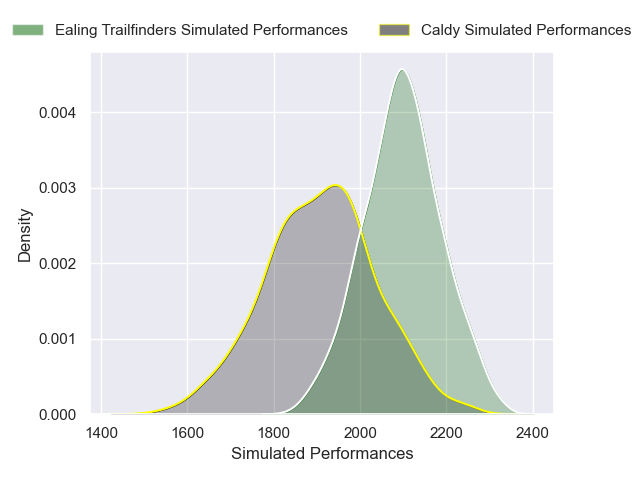 Ealing Trailfinders Simulated Performances
Caldy Simulated Performances
0.004
0.003
0.002
0.001
0.000
Density
1400 1600 1800 2000 2200 2400
Simulated Performances